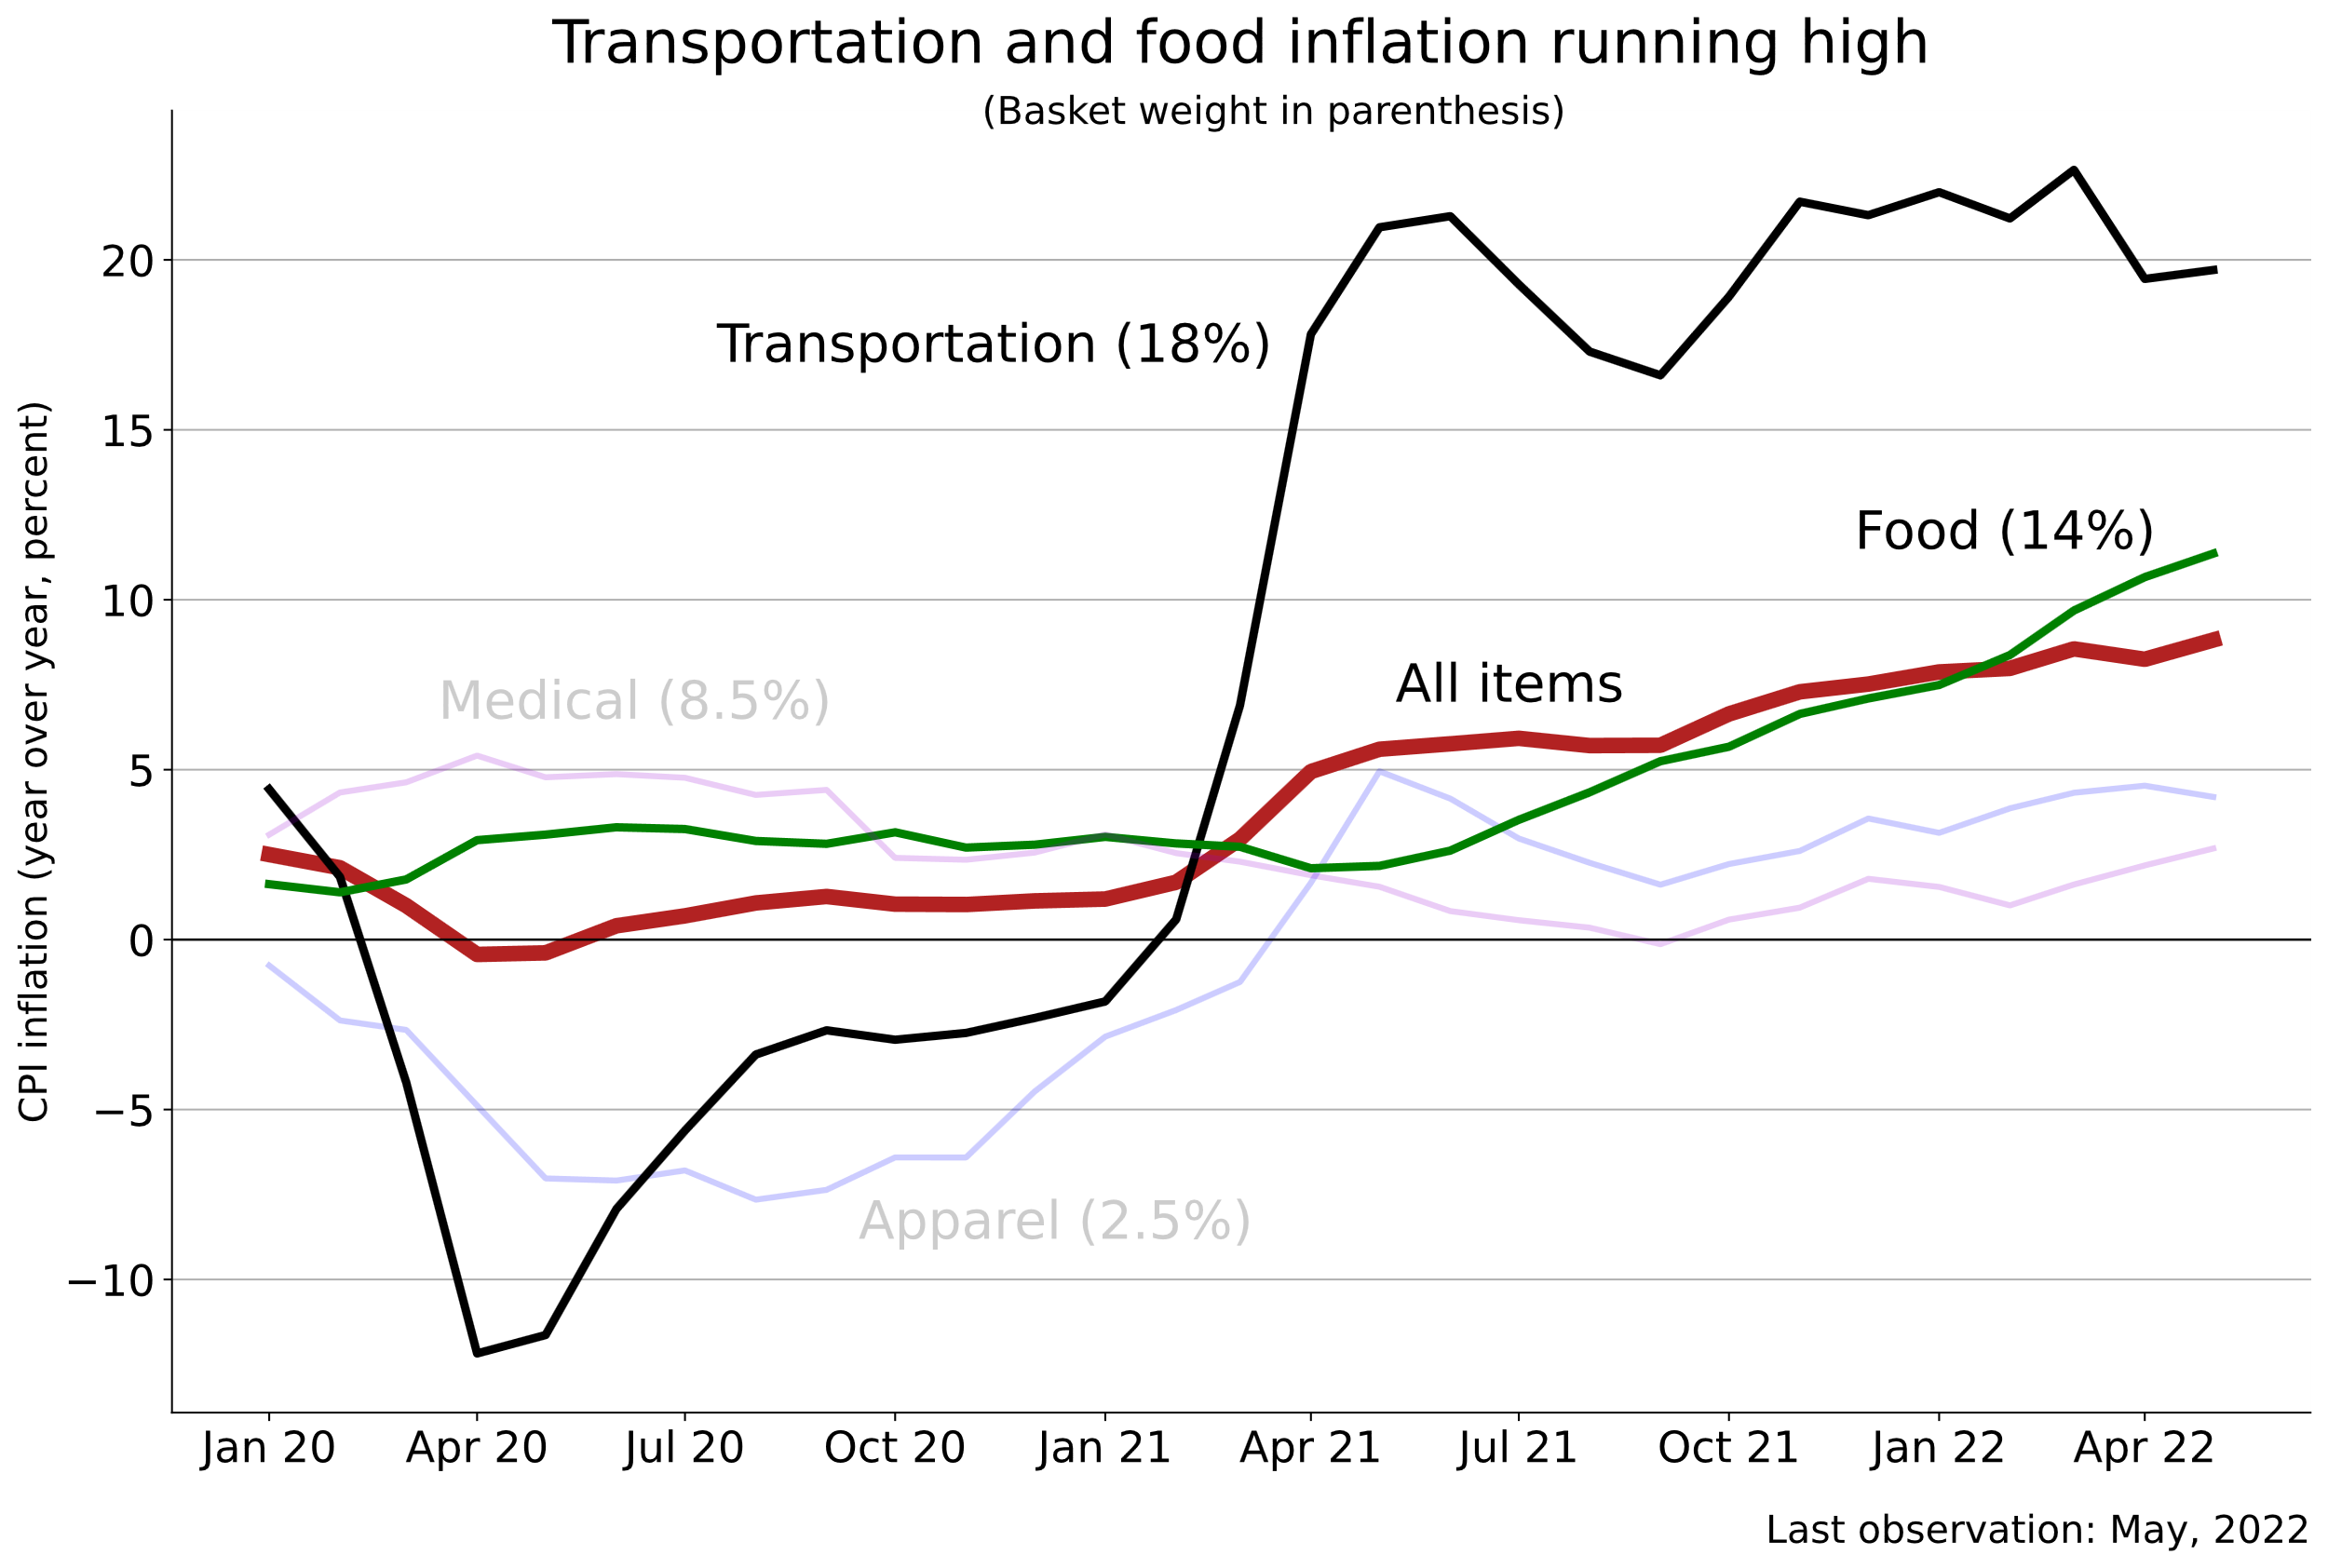 Transportation and food inflation running high
(Basket weight in parenthesis)
CPI inflation (year over year, percent)
20
15
10
5
0
−5
−10
Transportation (18%)
Food (14%)
All items
Medical (8.5%)
Apparel (2.5%)
Jan 20
Apr 20
Jul 20
Oct 20
Jan 21
Apr 21
Jul 21
Oct 21
Jan 22
Apr 22
Last observation: May, 2022